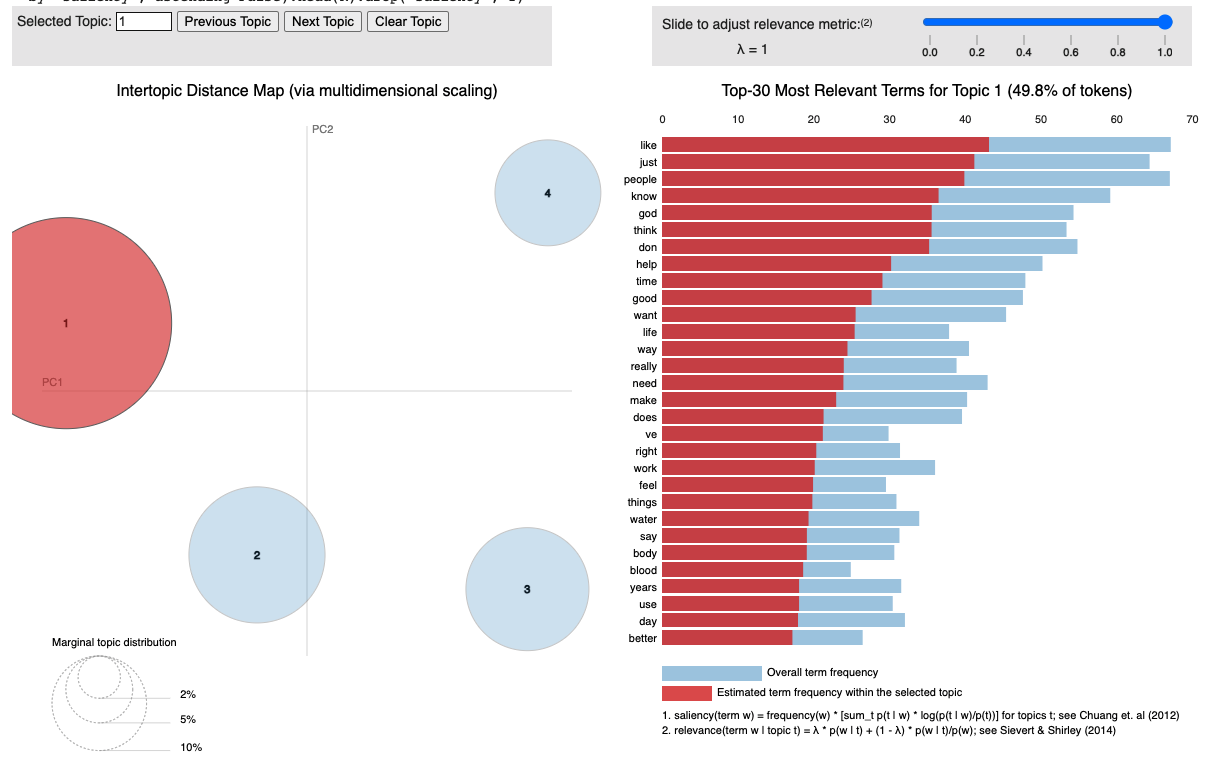 Selected Topic: 1 Previous Topic Next Topic Clear Topic
Slide to adjust relevance metric:(2)
λ = 1
0.0 0.2 0.4 0.6 0.8 1.0
Intertopic Distance Map (via multidimensional scaling)
PC2
PC1
1
4
2
3
Marginal topic distribution
2%
5%
10%
Top-30 Most Relevant Terms for Topic 1 (49.8% of tokens)
0 10 20 30 40 50 60 70
like
just
people
know
god
think
don
help
time
good
want
life
way
really
need
make
does
ve
right
work
feel
things
water
say
body
blood
years
use
day
better
Overall term frequency
Estimated term frequency within the selected topic
1. saliency(term w) = frequency(w) * [sum_t p(t | w) * log(p(t | w)/p(t))] for topics t; see Chuang et. al (2012)
2. relevance(term w | topic t) = λ * p(w | t) + (1 - λ) * p(w | t)/p(w); see Sievert & Shirley (2014)